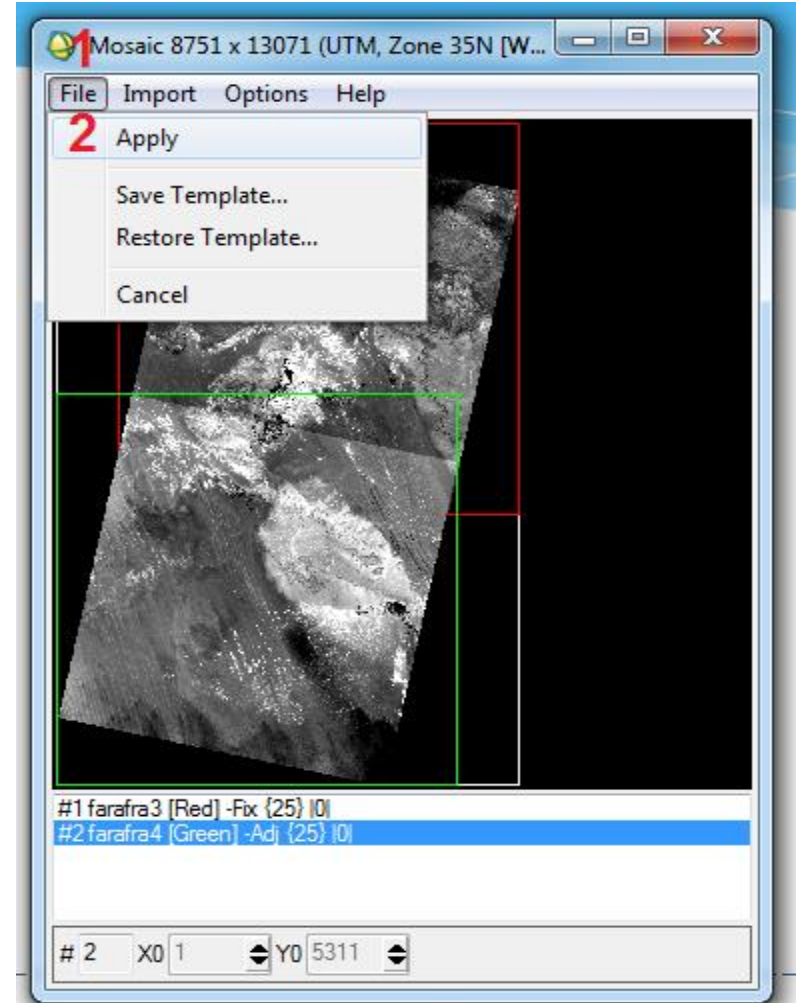 1 Mosaic 8751 x 13071 (UTM, Zone 35N [W...
File Import Options Help
2 Apply
Save Template...
Restore Template...
Cancel
#1 farafra3 [Red] -Fix {25} |0|
#2 farafra4 [Green] -Adj {25} |0|
# 2 X0 1 Y0 5311